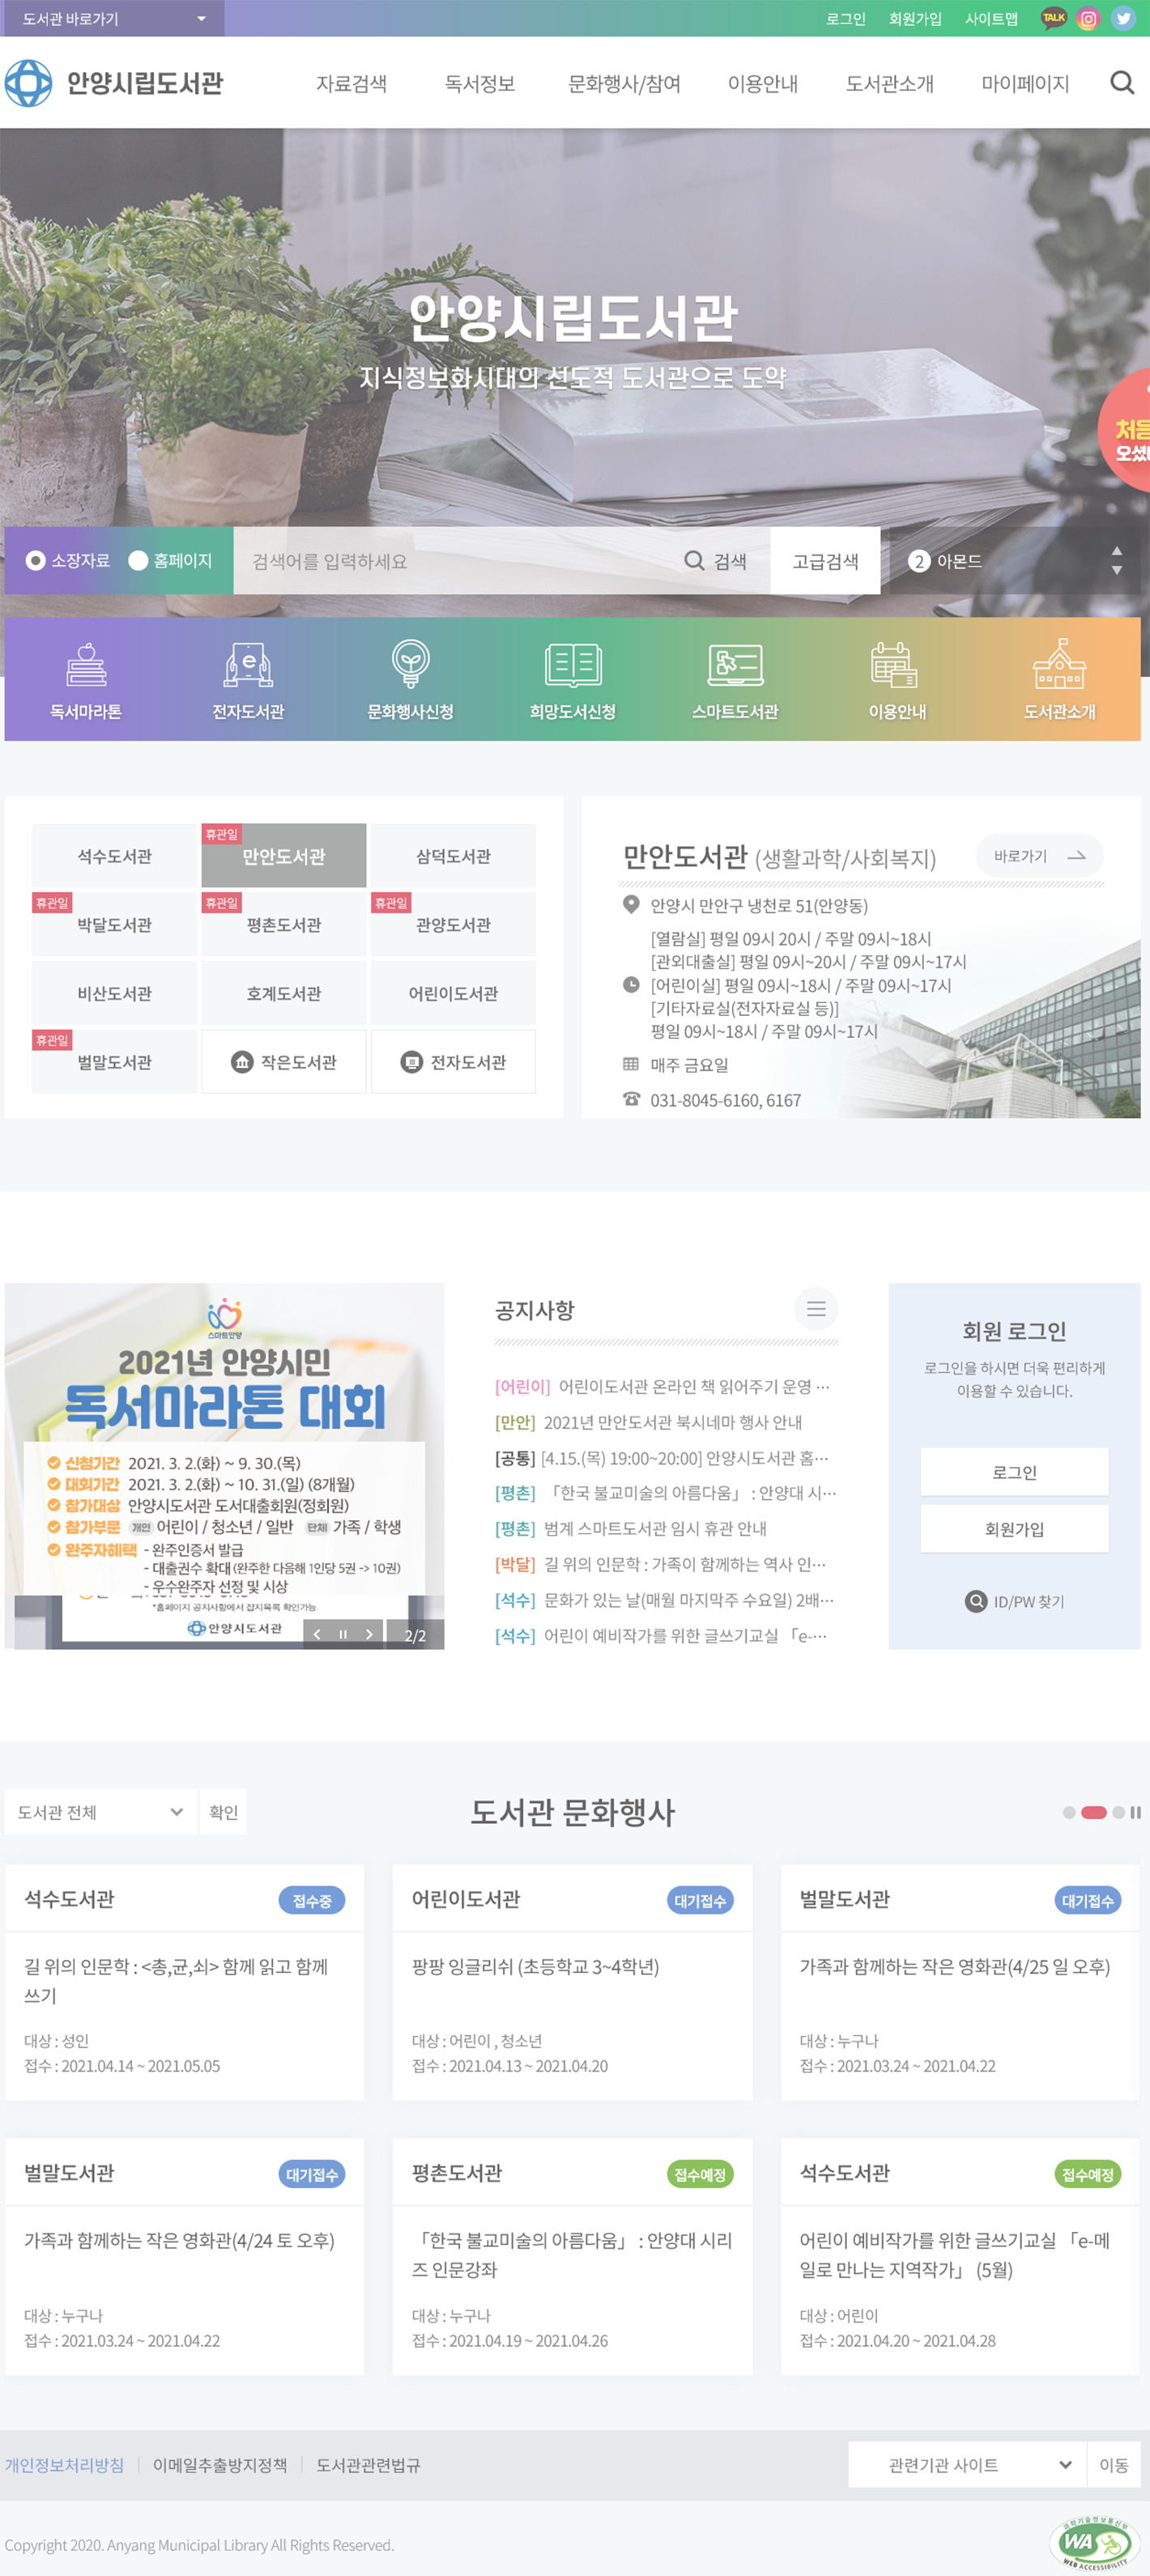 도서관 바로가기
로그인 회원가입 사이트맵 TALK
안양시립도서관
자료검색 독서정보 문화행사/참여 이용안내 도서관소개 마이페이지
안양시립도서관
지식정보화시대의 선도적 도서관으로 도약
처음
소장자료 홈페이지 검색어를 입력하세요 검색 고급검색 2 아몬드
독서마라톤 전자도서관 문화행사신청 희망도서신청 스마트도서관 이용안내 도서관소개
석수도서관 휴관일 만안도서관 삼덕도서관
휴관일 박달도서관 휴관일 평촌도서관 휴관일 관양도서관
비산도서관 호계도서관 어린이도서관
휴관일 벌말도서관 작은도서관 전자도서관
만안도서관 (생활과학/사회복지) 바로가기
안양시 만안구 냉천로 51(안양동)
[열람실] 평일 09시 20시 / 주말 09시~18시
[관외대출실] 평일 09시~20시 / 주말 09시~17시
[어린이실] 평일 09시~18시 / 주말 09시~17시
[기타자료실(전자자료실 등)]
평일 09시~18시 / 주말 09시~17시
매주 금요일
031-8045-6160, 6167
스마트안양
2021년 안양시민
독서마라톤 대회
신청기간 2021. 3. 2.(화) ~ 9. 30.(목)
대회기간 2021. 3. 2.(화) ~ 10. 31.(일) (8개월)
참가대상 안양시도서관 도서대출회원(정회원)
참가부문 개인 어린이 / 청소년 / 일반 단체 가족 / 학생
완주자혜택 - 완주인증서 발급
- 대출권수 확대(완주한 다음해 1인당 5권 -> 10권)
- 우수완주자 선정 및 시상
*홈페이지 공지사항에서 잡지목록 확인가능.
안양시도서관
2/2
공지사항
[어린이] 어린이도서관 온라인 책 읽어주기 운영 …
[만안] 2021년 만안도서관 북시네마 행사 안내
[공통] [4.15.(목) 19:00~20:00] 안양시도서관 홈…
[평촌] 「한국 불교미술의 아름다움」 : 안양대 시…
[평촌] 범계 스마트도서관 임시 휴관 안내
[박달] 길 위의 인문학 : 가족이 함께하는 역사 인…
[석수] 문화가 있는 날(매월 마지막주 수요일) 2배…
[석수] 어린이 예비작가를 위한 글쓰기교실 「e-…
회원 로그인
로그인을 하시면 더욱 편리하게
이용할 수 있습니다.
로그인
회원가입
ID/PW 찾기
도서관 전체 확인
도서관 문화행사
석수도서관 접수중
길 위의 인문학 : <총,균,쇠> 함께 읽고 함께
쓰기
대상 : 성인
접수 : 2021.04.14 ~ 2021.05.05
어린이도서관 대기접수
팡팡 잉글리쉬 (초등학교 3~4학년)
대상 : 어린이 , 청소년
접수 : 2021.04.13 ~ 2021.04.20
벌말도서관 대기접수
가족과 함께하는 작은 영화관(4/25 일 오후)
대상 : 누구나
접수 : 2021.03.24 ~ 2021.04.22
벌말도서관 대기접수
가족과 함께하는 작은 영화관(4/24 토 오후)
대상 : 누구나
접수 : 2021.03.24 ~ 2021.04.22
평촌도서관 접수예정
「한국 불교미술의 아름다움」 : 안양대 시리
즈 인문강좌
대상 : 누구나
접수 : 2021.04.19 ~ 2021.04.26
석수도서관 접수예정
어린이 예비작가를 위한 글쓰기교실 「e-메
일로 만나는 지역작가」 (5월)
대상 : 어린이
접수 : 2021.04.20 ~ 2021.04.28
개인정보처리방침 이메일추출방지정책 도서관관련법규
관련기관 사이트 이동
Copyright 2020. Anyang Municipal Library All Rights Reserved.
과학기술정보통신부
WA
WEB ACCESSIBILITY